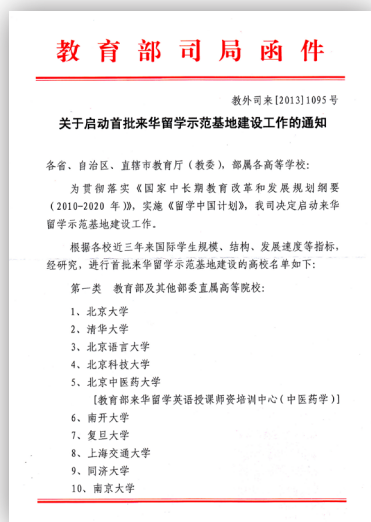 教育部司局函件
教外司来[2013]1095号
关于启动首批来华留学示范基地建设工作的通知
各省、自治区、直辖市教育厅（教委），部属各高等学校：
为贯彻落实《国家中长期教育改革和发展规划纲要
（2010-2020 年）》，实施《留学中国计划》，我司决定启动来华
留学示范基地建设工作。
根据各校近三年来国际学生规模、结构、发展速度等指标，
经研究，进行首批来华留学示范基地建设的高校名单如下：
第一类 教育部及其他部委直属高等院校：
1、北京大学
2、清华大学
3、北京语言大学
4、北京科技大学
5、北京中医药大学
[教育部来华留学英语授课师资培训中心（中医药学）]
6、南开大学
7、复旦大学
8、上海交通大学
9、同济大学
10、南京大学